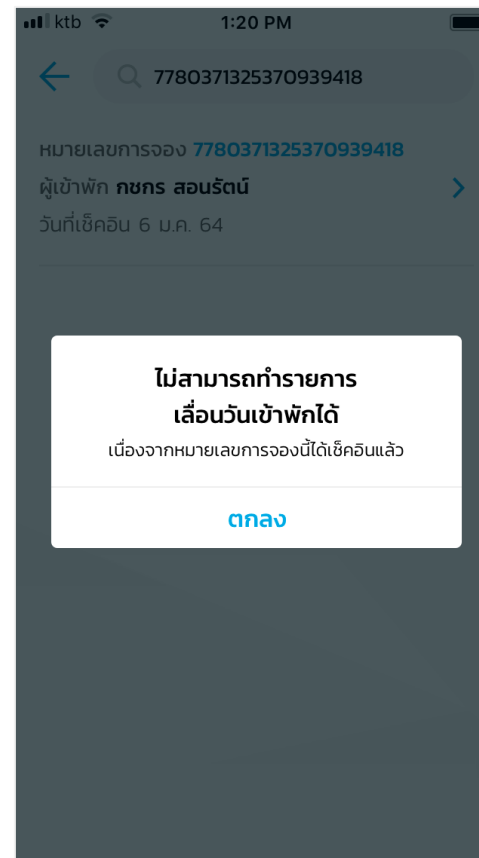 ktb 1:20 PM
7780371325370939418
หมายเลขการจอง 7780371325370939418
ผู้เข้าพัก กชกร สอนรัตน์
วันที่เช็คอิน 6 ม.ค. 64
ไม่สามารถทำรายการ
เลื่อนวันเข้าพักได้
เนื่องจากหมายเลขการจองนี้ได้เช็คอินแล้ว
ตกลง